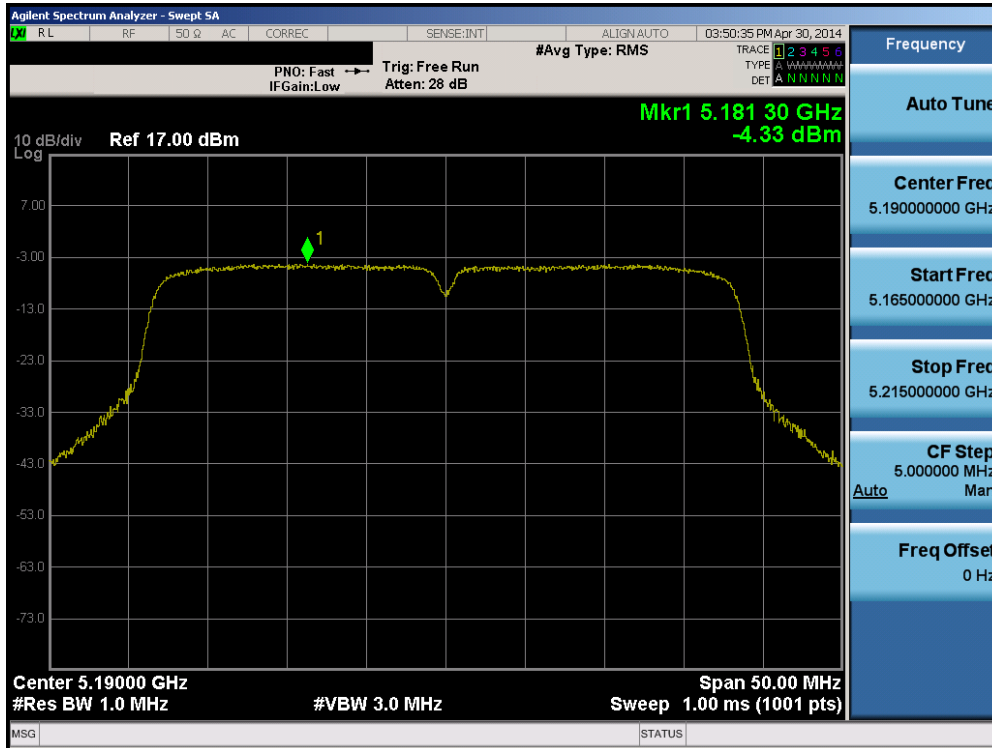 Agilent Spectrum Analyzer - Swept SA
LXI RL RF 50 Ω AC CORREC SENSE:INT ALIGN AUTO 03:50:35 PM Apr 30, 2014
#Avg Type: RMS TRACE 1 2 3 4 5 6
PNO: Fast Trig: Free Run TYPE A WWWWW
IFGain:Low Atten: 28 dB DET A N N N N N
Mkr1 5.181 30 GHz
-4.33 dBm
10 dB/div Ref 17.00 dBm
Log
1
7.00
-3.00
-13.0
-23.0
-33.0
-43.0
-53.0
-63.0
-73.0
Center 5.19000 GHz Span 50.00 MHz
#Res BW 1.0 MHz #VBW 3.0 MHz Sweep 1.00 ms (1001 pts)
MSG STATUS
Frequency
Auto Tune
Center Freq
5.190000000 GHz
Start Freq
5.165000000 GHz
Stop Freq
5.215000000 GHz
CF Step
5.000000 MHz
Auto Man
Freq Offset
0 Hz